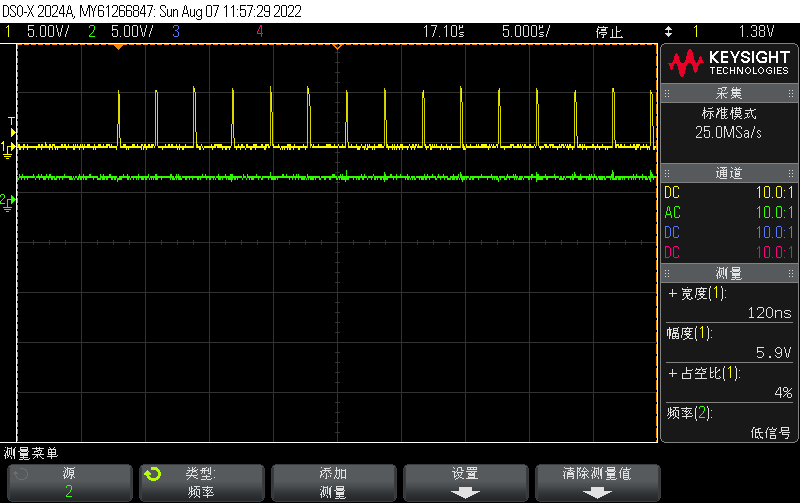 DSO-X 2024A, MY61266847: Sun Aug 07 11:57:29 2022
1 5.00V/ 2 5.00V/ 3 4 17.10s 5.000s/ 停止 1 1.38V
KEYSIGHT
TECHNOLOGIES
采集
标准模式
25.0MSa/s
通道
DC 10.0:1
AC 10.0:1
DC 10.0:1
DC 10.0:1
测量
+宽度(1):
120ns
幅度(1):
5.9V
+占空比(1):
4%
频率(2):
低信号
T
1
2
测量菜单
源
2
类型:
频率
添加
测量
设置
清除测量值